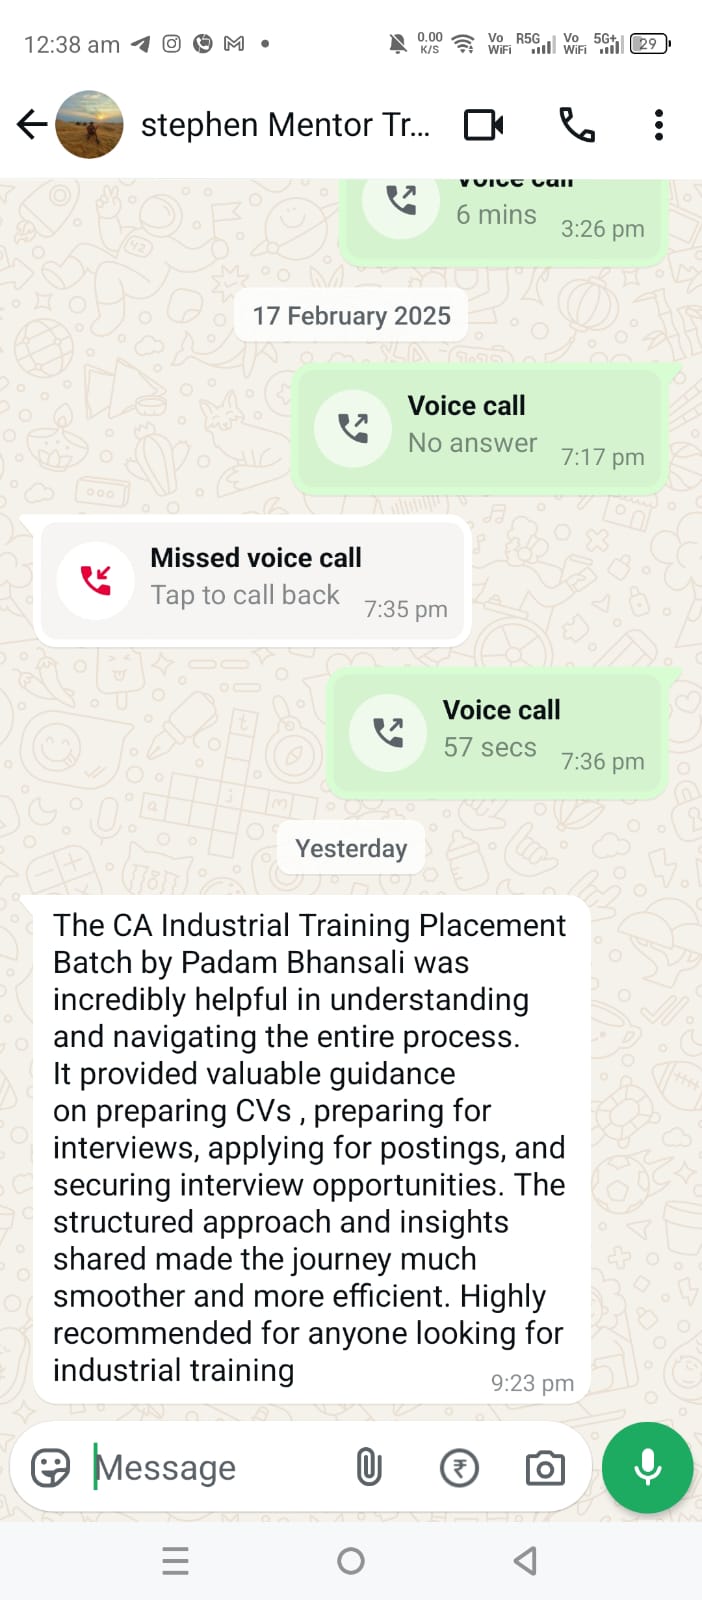 12:38 am
0.00 K/S
Vo WiFi R5G
Vo WiFi 5G+
29
stephen Mentor Tr...
Voice call
6 mins
3:26 pm
17 February 2025
Voice call
No answer
7:17 pm
Missed voice call
Tap to call back
7:35 pm
Voice call
57 secs
7:36 pm
Yesterday
The CA Industrial Training Placement
Batch by Padam Bhansali was
incredibly helpful in understanding
and navigating the entire process.
It provided valuable guidance
on preparing CVs , preparing for
interviews, applying for postings, and
securing interview opportunities. The
structured approach and insights
shared made the journey much
smoother and more efficient. Highly
recommended for anyone looking for
industrial training
9:23 pm
Message